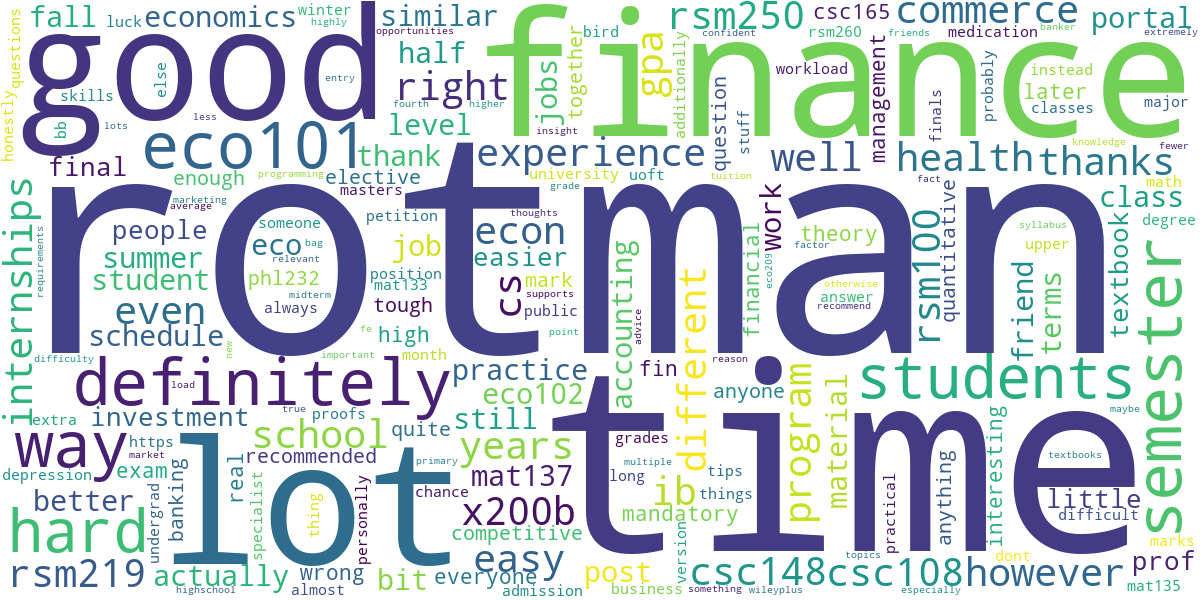 fall
luck
economics
winter
highly
similar
opportunities
rsm250
csc165
commerce
portal
questions
honestly
good
half
bird
finance
rsm260
confident
friends
medication
banker
extremely
skills
else
bb
entry
less
lots
right
jobs
together
gpa
additionally
workload
management
probably
instead
later
classes
major
eco101
level
fourth
higher
insight
question
stuff
finals
final
enough
thank
experience
well
health
thanks
knowledge
fewer
programming
elective
university
uoft
tuition
fact
math
internships
requirements
marketing
average
masters
grade
class
degree
rotman
people
someone
petition
thoughts
econ
work
theory
quantitative
rsm100
syllabus
upper
summer
eco
bag
relevant
job
easier
factor
student
phl232
position
mat133
cs
mark
accounting
financial
eco209
otherwise
answer
recommend
friend
terms
textbook
semester
even
midterm
always
tough
supports
public
different
schedule
high
point
advice
difficulty
new
fe
important
month
definitely
load
practice
fin
reason
anyone
students
eco102
program
material
maybe
investment
true
proofs
still
time
extra
way
https
market
school
quite
years
grades
interesting
textbooks
depression
exam
banking
real
recommended
primary
multiple
tips
anything
better
undergrad
specialist
thing
personally
chance
mat137
long
things
ib
practical
little
difficult
hard
lot
x200b
mandatory
competitive
version
dont
marks
rsm219
actually
wrong
bit
easy
everyone
post
csc148
topics
csc108
however
prof
highschool
almost
admission
business
something
wileyplus
especially
mat135